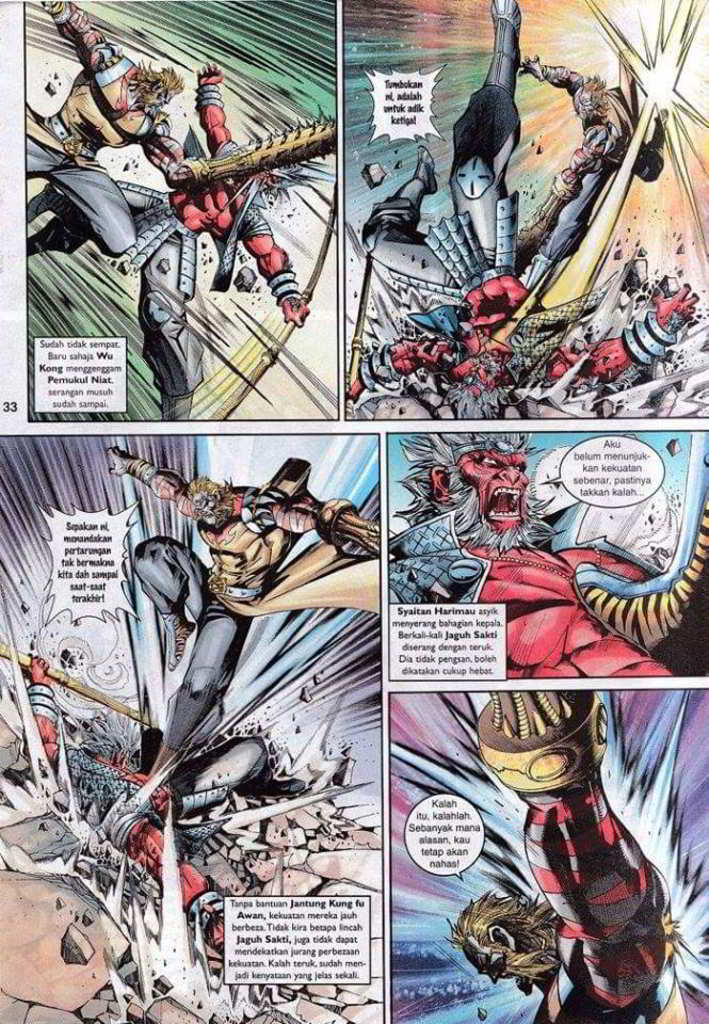 Sudah tidak sempat.
Baru sahaja Wu
Kong menggenggam
Pemukul Niat,
serangan musuh
sudah sampai.
33
Tumbukan
ni, adalah
untuk adik
ketiga!
Sepakan ni,
menandakan
pertarungan
tak bermakna
kita dah sampai
saat-saat
terakhir!
Tanpa bantuan Jantung Kung fu
Awan, kekuatan mereka jauh
berbeza. Tidak kira betapa lincah
Jaguh Sakti, juga tidak dapat
mendekatkan jurang perbezaan
kekuatan. Kalah teruk, sudah men-
jadi kenyataan yang jelas sekali.
Aku
belum menunjuk-
kan kekuatan
sebenar, pastinya
takkan kalah...
Syaitan Harimau asyik
menyerang bahagian kepala.
Berkali-kali Jaguh Sakti
diserang dengan teruk.
Dia tidak pengsan, boleh
dikatakan cukup hebat.
Kalah
itu, kalahlah.
Sebanyak mana
alasan, kau
tetap akan
nahas!